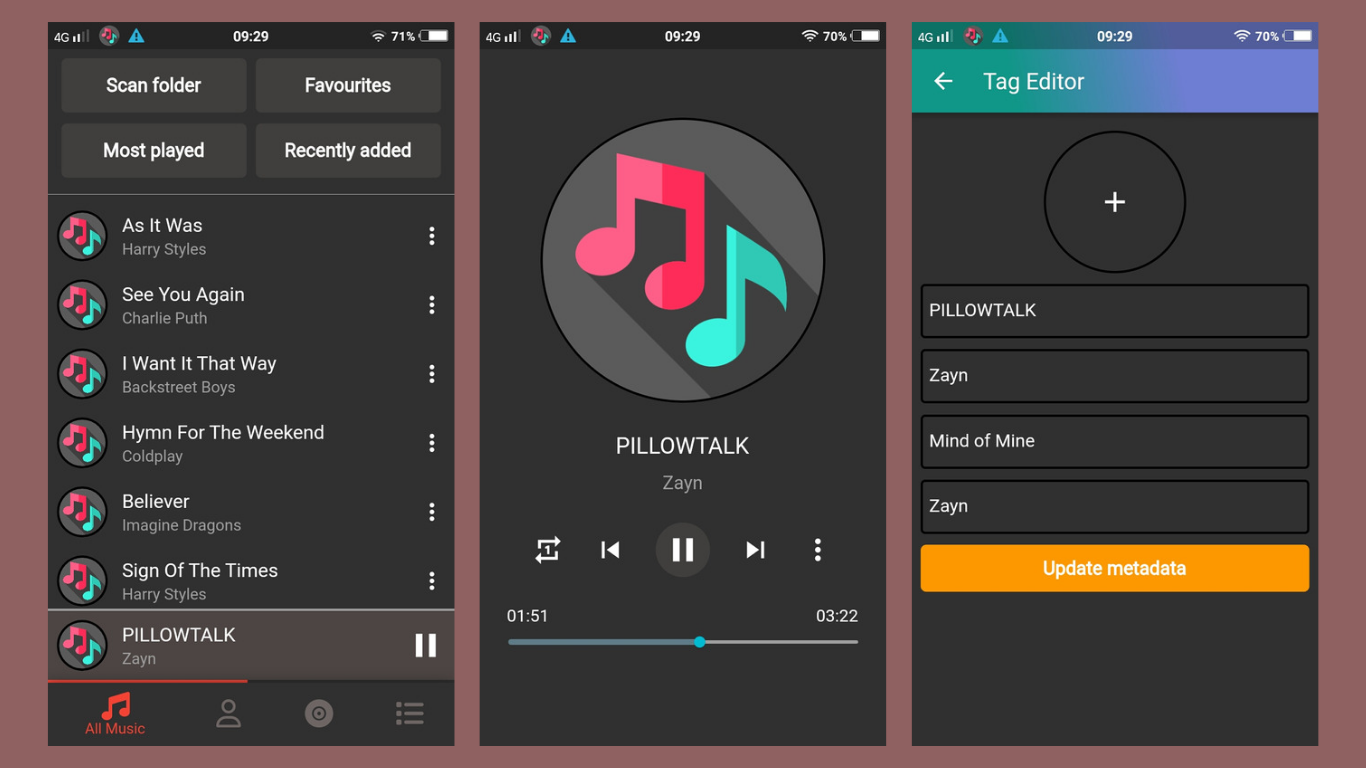 4G 09:29 71%
Scan folder Favourites
Most played Recently added
As It Was
Harry Styles
See You Again
Charlie Puth
I Want It That Way
Backstreet Boys
Hymn For The Weekend
Coldplay
Believer
Imagine Dragons
Sign Of The Times
Harry Styles
PILLOWTALK
Zayn
All Music
4G 09:29 70%
PILLOWTALK
Zayn
1
01:51 03:22
4G 09:29 70%
Tag Editor
+
PILLOWTALK
Zayn
Mind of Mine
Zayn
Update metadata